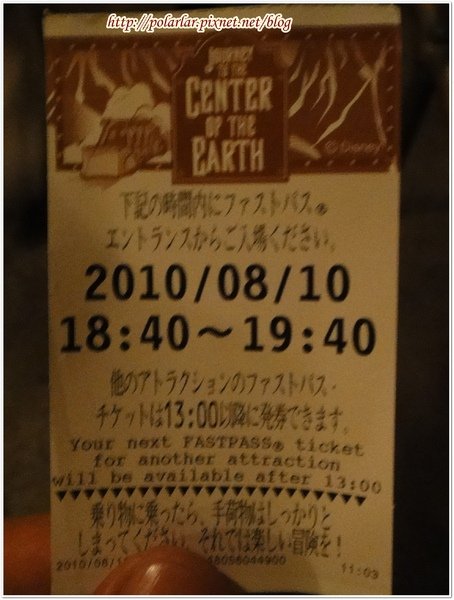 http://polarlar.pixnet.net/blog
JOURNEY
TO THE
CENTER
OF THE
EARTH
©Disney
下記の時間内にファストパス®
エントランスからご入場ください。
2010/08/10
18:40～19:40
他のアトラクションのファストパス・
チケットは13:00以降に発券できます。
Your next FASTPASS® ticket
for another attraction
will be available after 13:00
乗り物に乗ったら、手荷物はしっかりと
しまってください。それでは楽しい冒険を！
2010/08/1
48056044900
11:03